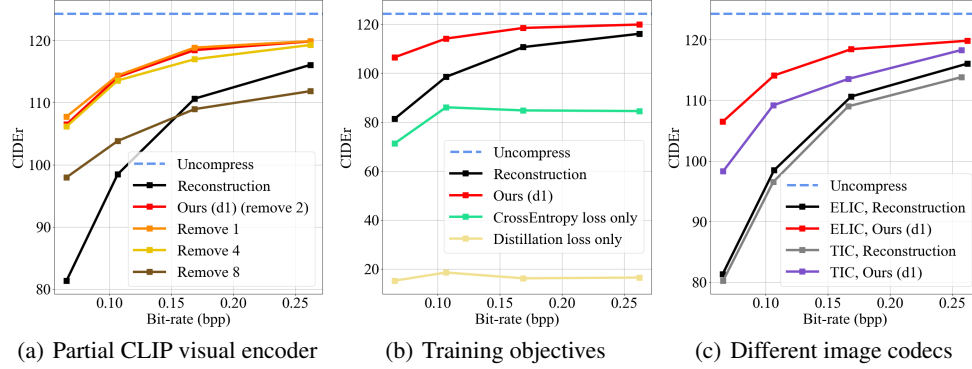 120
110
100
90
80
CIDEr
Uncompress
Reconstruction
Ours (d1) (remove 2)
Remove 1
Remove 4
Remove 8
0.10 0.15 0.20 0.25
Bit-rate (bpp)
(a) Partial CLIP visual encoder
120
100
80
60
40
20
CIDEr
Uncompress
Reconstruction
Ours (d1)
CrossEntropy loss only
Distillation loss only
0.10 0.15 0.20 0.25
Bit-rate (bpp)
(b) Training objectives
120
110
100
90
80
CIDEr
Uncompress
ELIC, Reconstruction
ELIC, Ours (d1)
TIC, Reconstruction
TIC, Ours (d1)
0.10 0.15 0.20 0.25
Bit-rate (bpp)
(c) Different image codecs